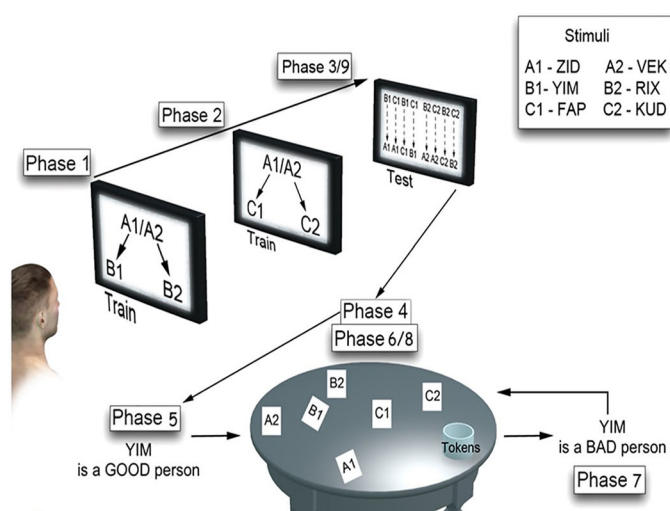 Stimuli
A1 - ZID A2 - VEK
B1- YIM B2 - RIX
C1 - FAP C2 - KUD
Phase 3/9
Phase 2
Phase 1
B1 C1 B1 C1 B2 C2 B2 C2
A1 A1 C1 B1 A2 A2 C2 B2
Test
A1/A2
C1 C2
Train
A1/A2
B1 B2
Train
Phase 4
Phase 6/8
Phase 5
YIM
is a GOOD person
B2
A2 B1 C1 C2
A1
Tokens
YIM
is a BAD person
Phase 7